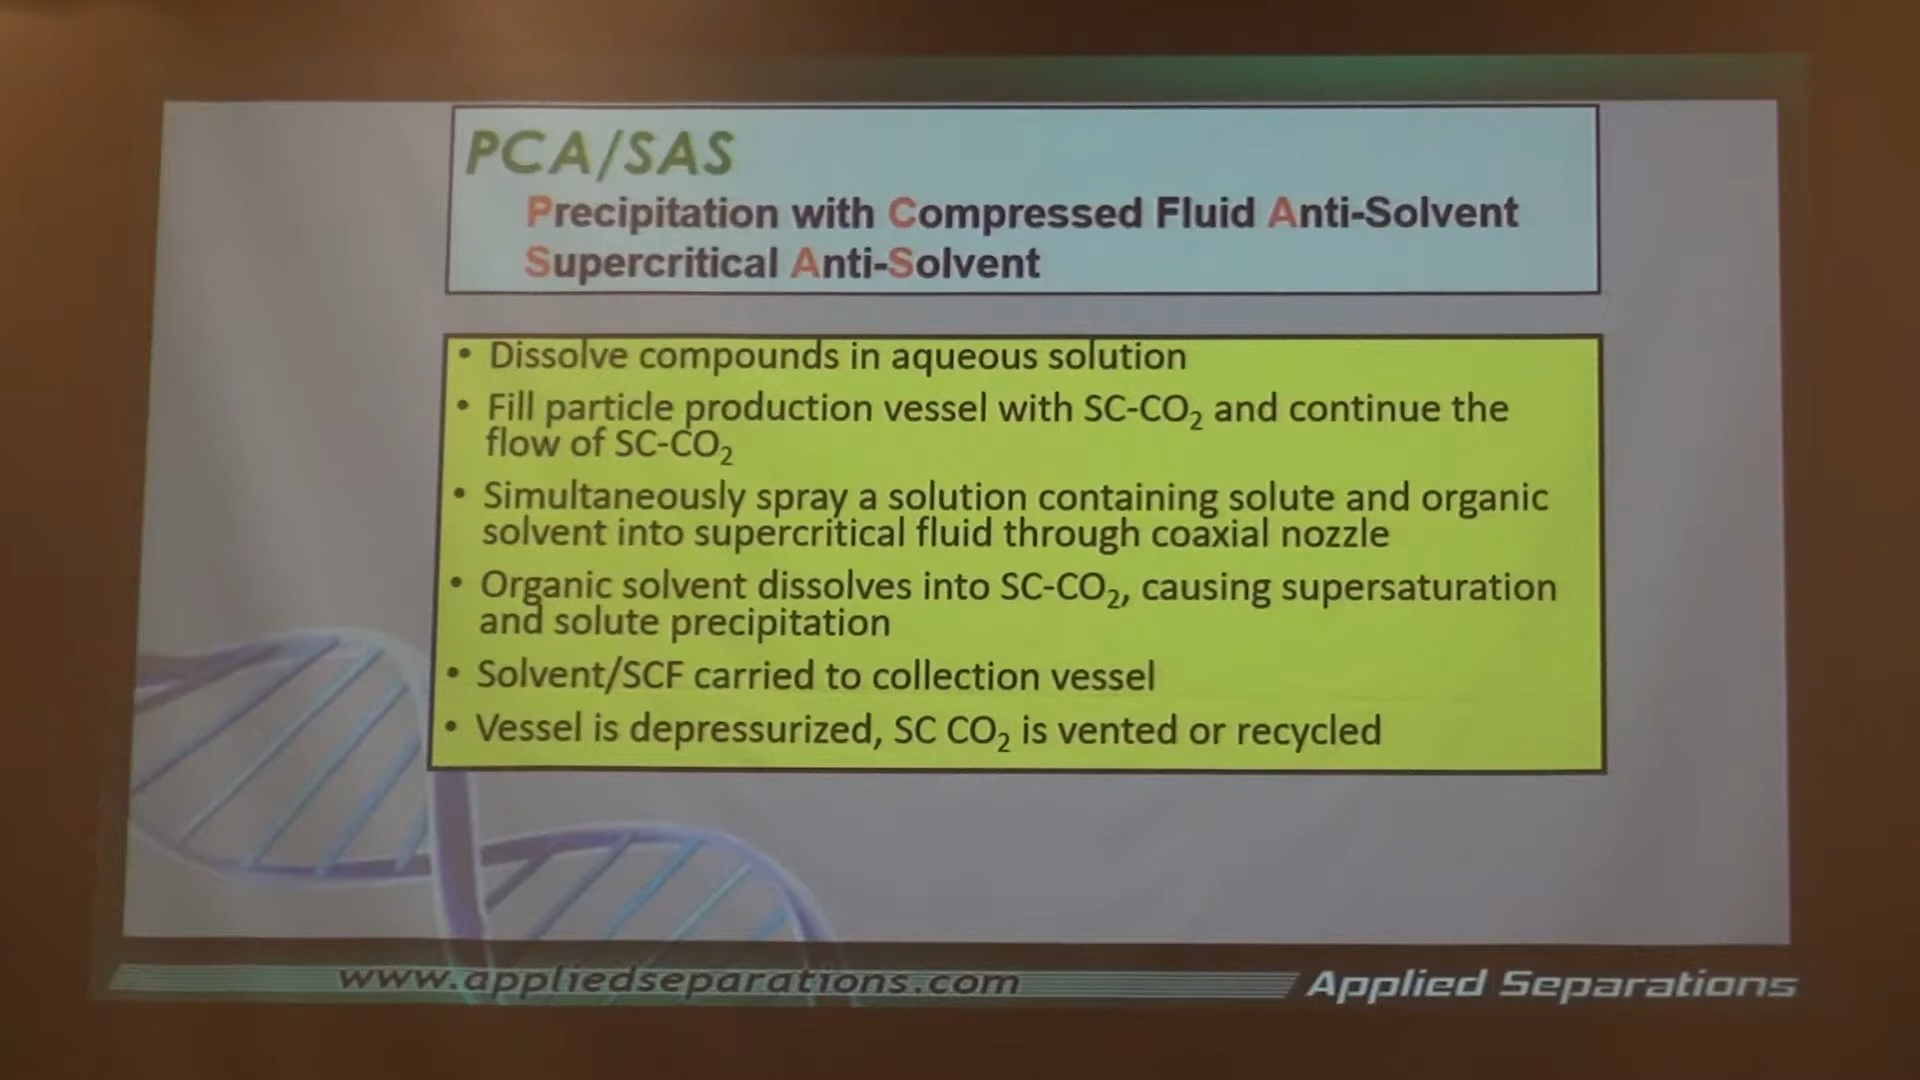 PCA/SAS
Precipitation with Compressed Fluid Anti-Solvent
Supercritical Anti-Solvent
• Dissolve compounds in aqueous solution
• Fill particle production vessel with SC-CO₂ and continue the
flow of SC-CO₂
• Simultaneously spray a solution containing solute and organic
solvent into supercritical fluid through coaxial nozzle
• Organic solvent dissolves into SC-CO₂, causing supersaturation
and solute precipitation
• Solvent/SCF carried to collection vessel
• Vessel is depressurized, SC CO₂ is vented or recycled
www.appliedseparations.com
Applied Separations